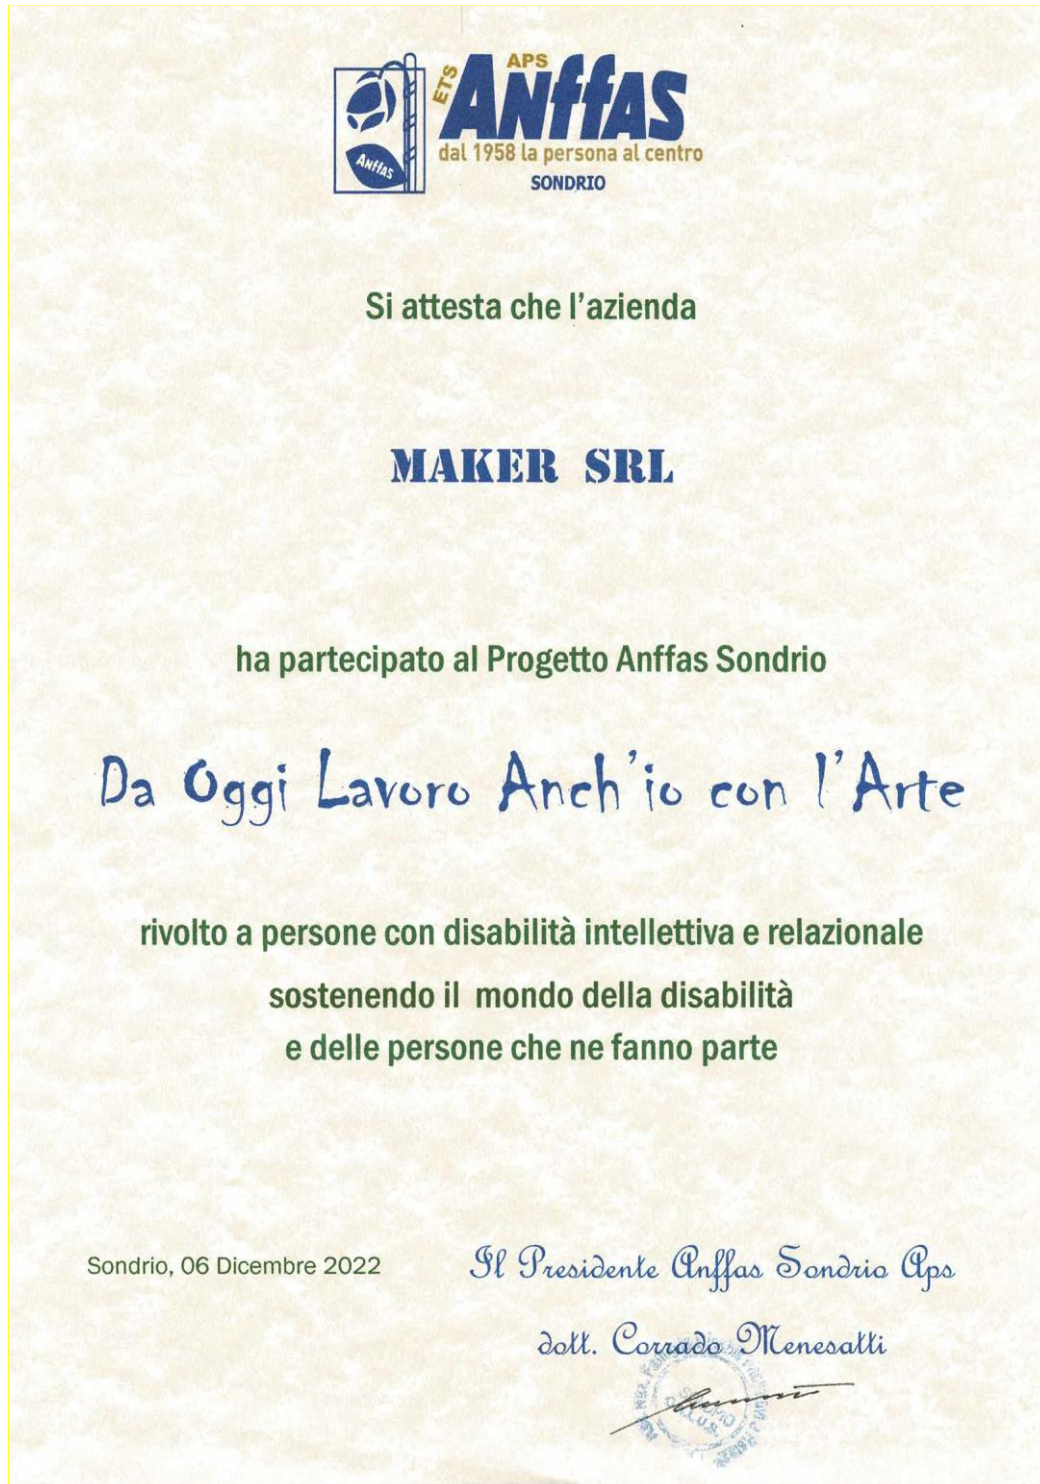 ETS
APS
Anffas
dal 1958 la persona al centro
SONDRIO
Anffas
Si attesta che l'azienda
MAKER SRL
ha partecipato al Progetto Anffas Sondrio
Da Oggi Lavoro Anch'io con l'Arte
rivolto a persone con disabilità intellettiva e relazionale
sostenendo il mondo della disabilità
e delle persone che ne fanno parte
Sondrio, 06 Dicembre 2022
Il Presidente Anffas Sondrio Aps
dott. Corrado Menesatti
SONDRIO
O.N.L.U.S.